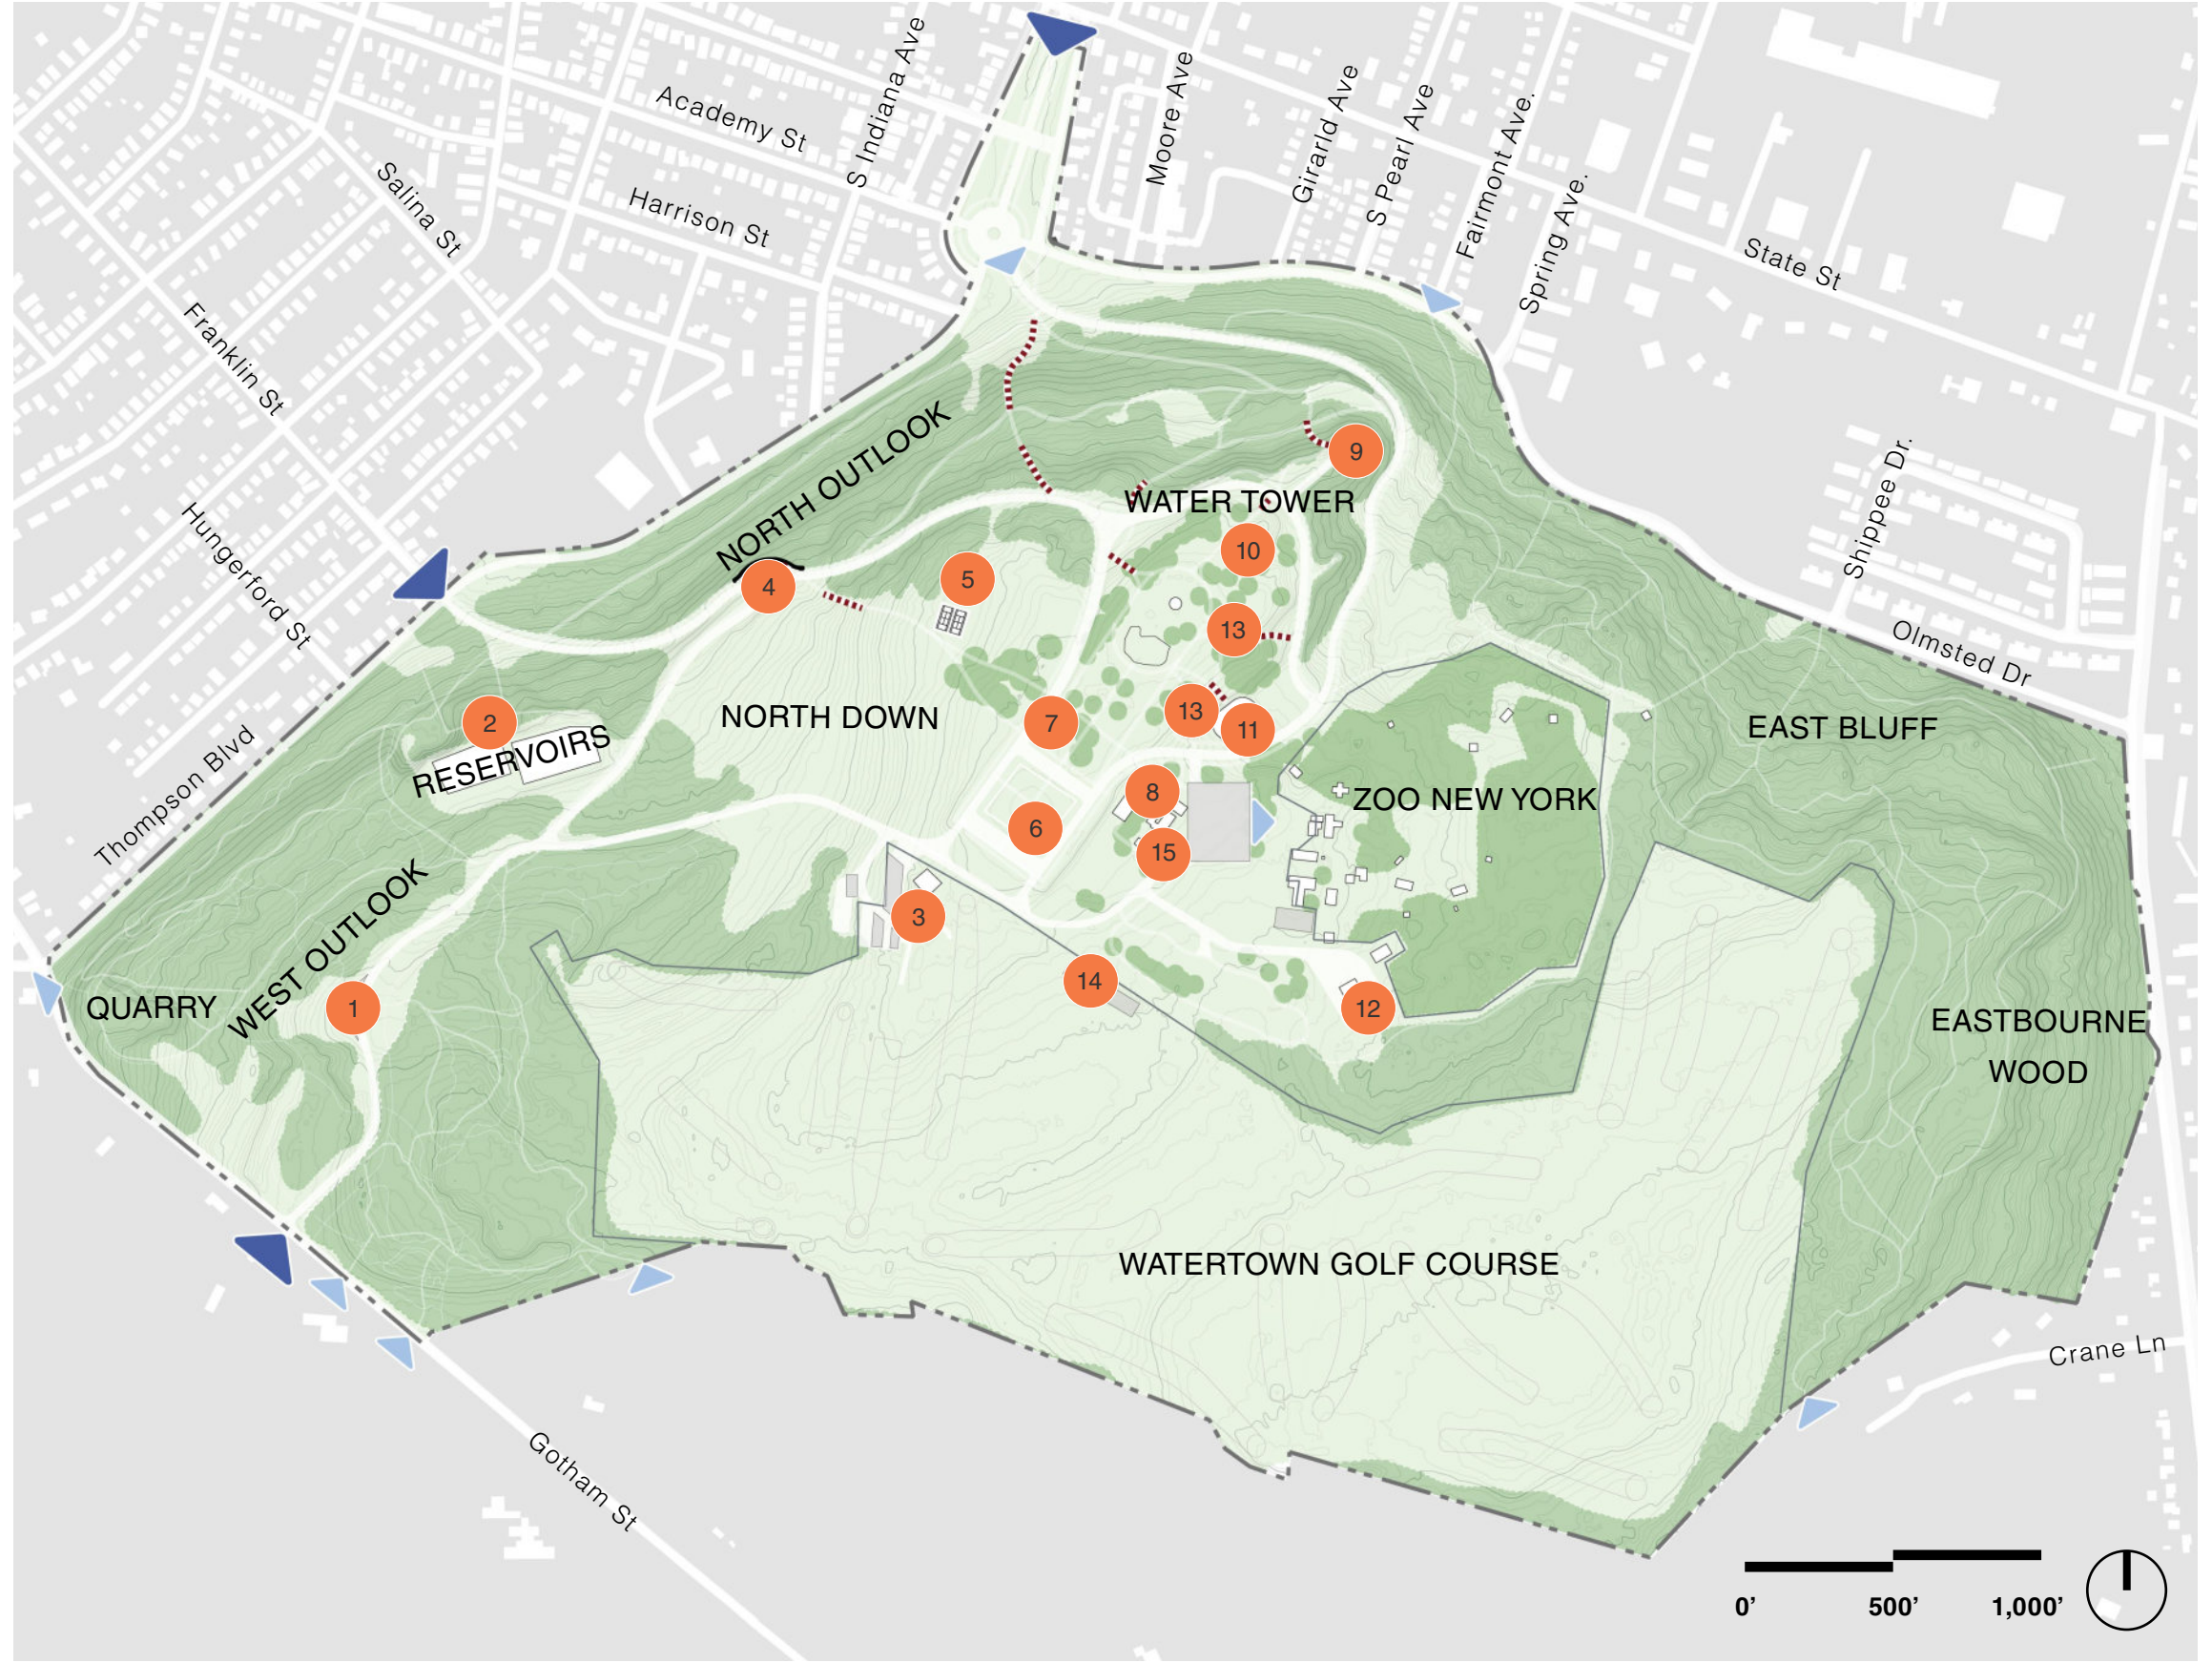 Academy St
S Indiana Ave
Moore Ave
Girarld Ave
S Pearl Ave
Fairmont Ave.
Spring Ave.
State St
Harrison St
Salina St
Franklin St
Hungerford St
Thompson Blvd
Shippee Dr.
Olmsted Dr
NORTH OUTLOOK
9
WATER TOWER
10
4
5
13
2
RESERVOIRS
NORTH DOWN
7
13
11
EAST BLUFF
8
ZOO NEW YORK
6
15
WEST OUTLOOK
3
14
QUARRY
1
12
EASTBOURNE
WOOD
WATERTOWN GOLF COURSE
Crane Ln
Gotham St
0’
500’
1,000’